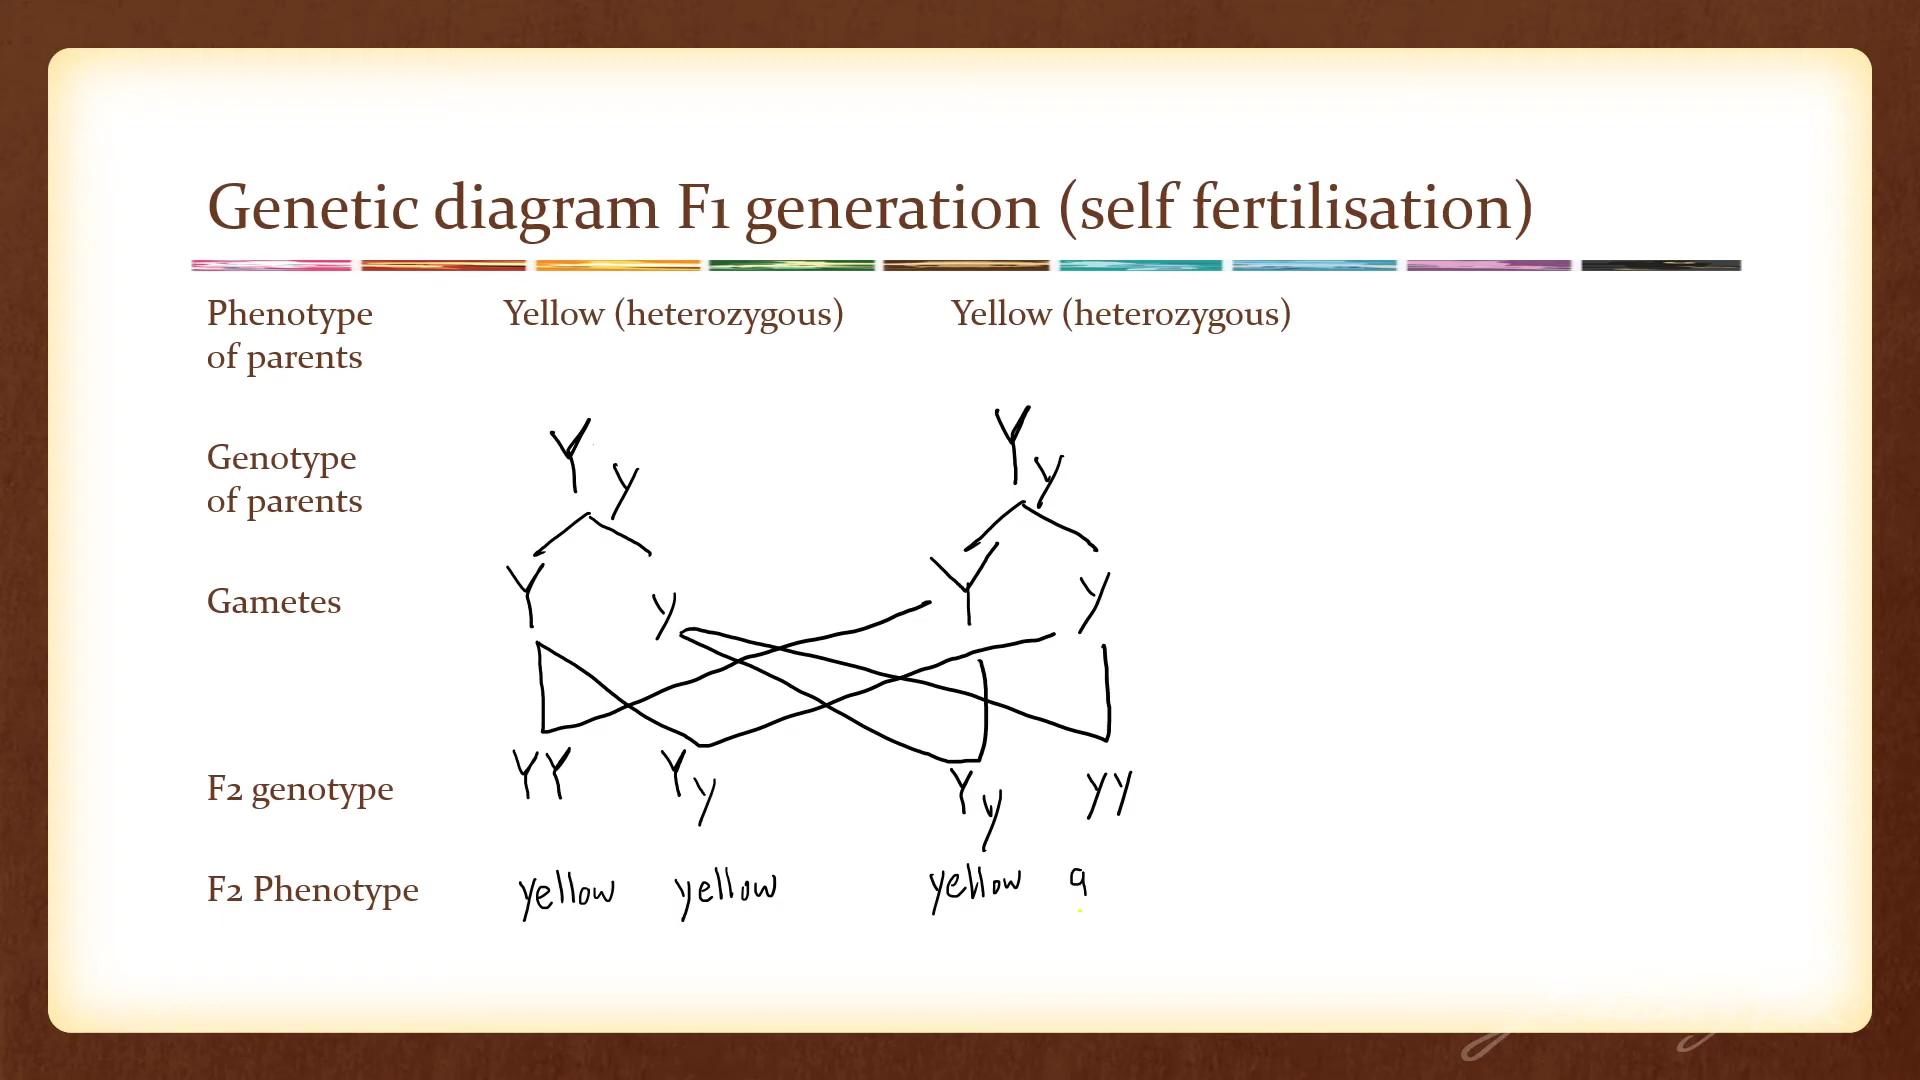 Genetic diagram F1 generation (self fertilisation)
Phenotype of parents Yellow (heterozygous) Yellow (heterozygous)
Genotype of parents Y y Y y
Gametes Y y Y y
F2 genotype YY Yy Yy yy
F2 Phenotype yellow yellow yellow